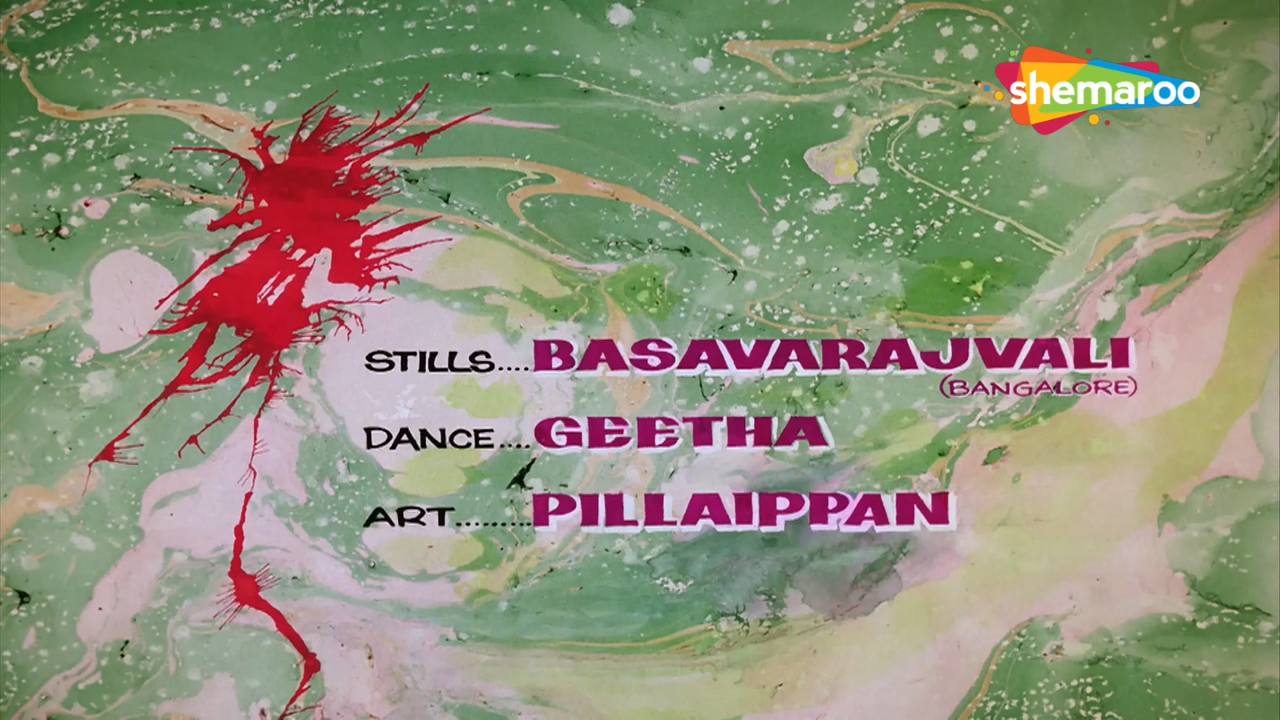 shemaroo
STILLS....BASAVARAJVALI
(BANGALORE)
DANCE....GEETHA
ART.........PILLAIPPAN